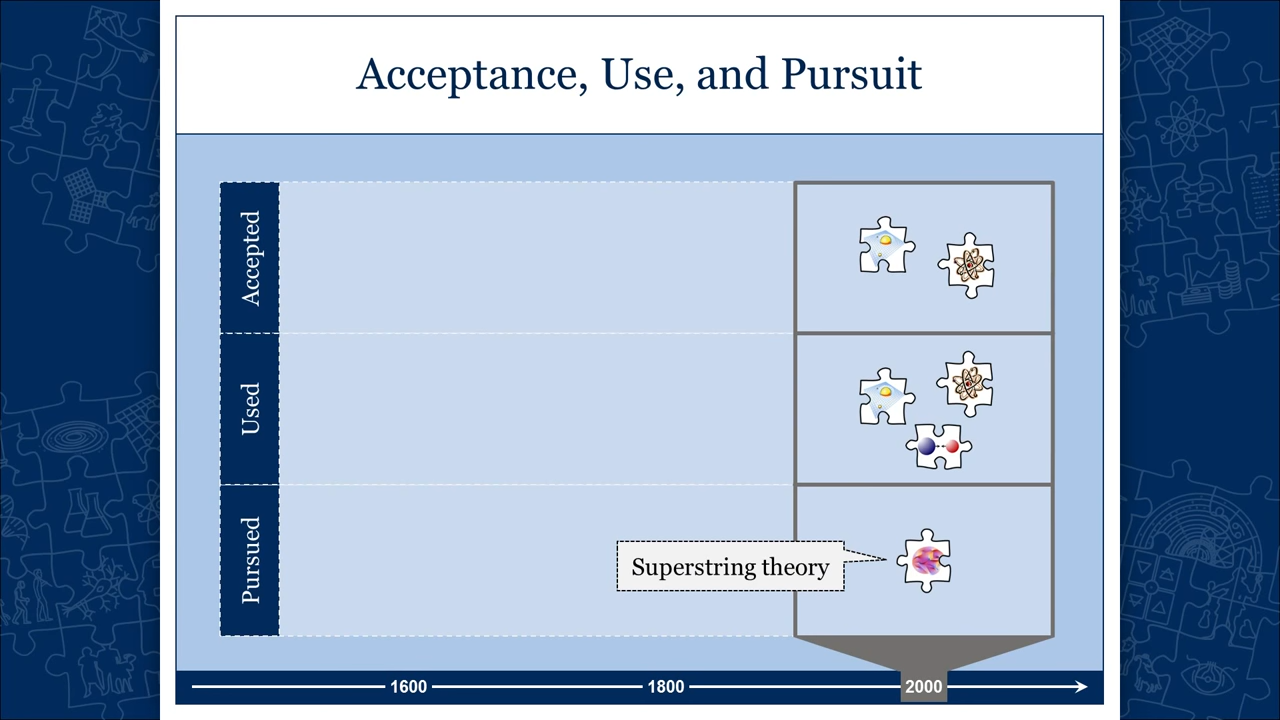 Acceptance, Use, and Pursuit
Accepted
Used
Pursued
Superstring theory
1600
1800
2000